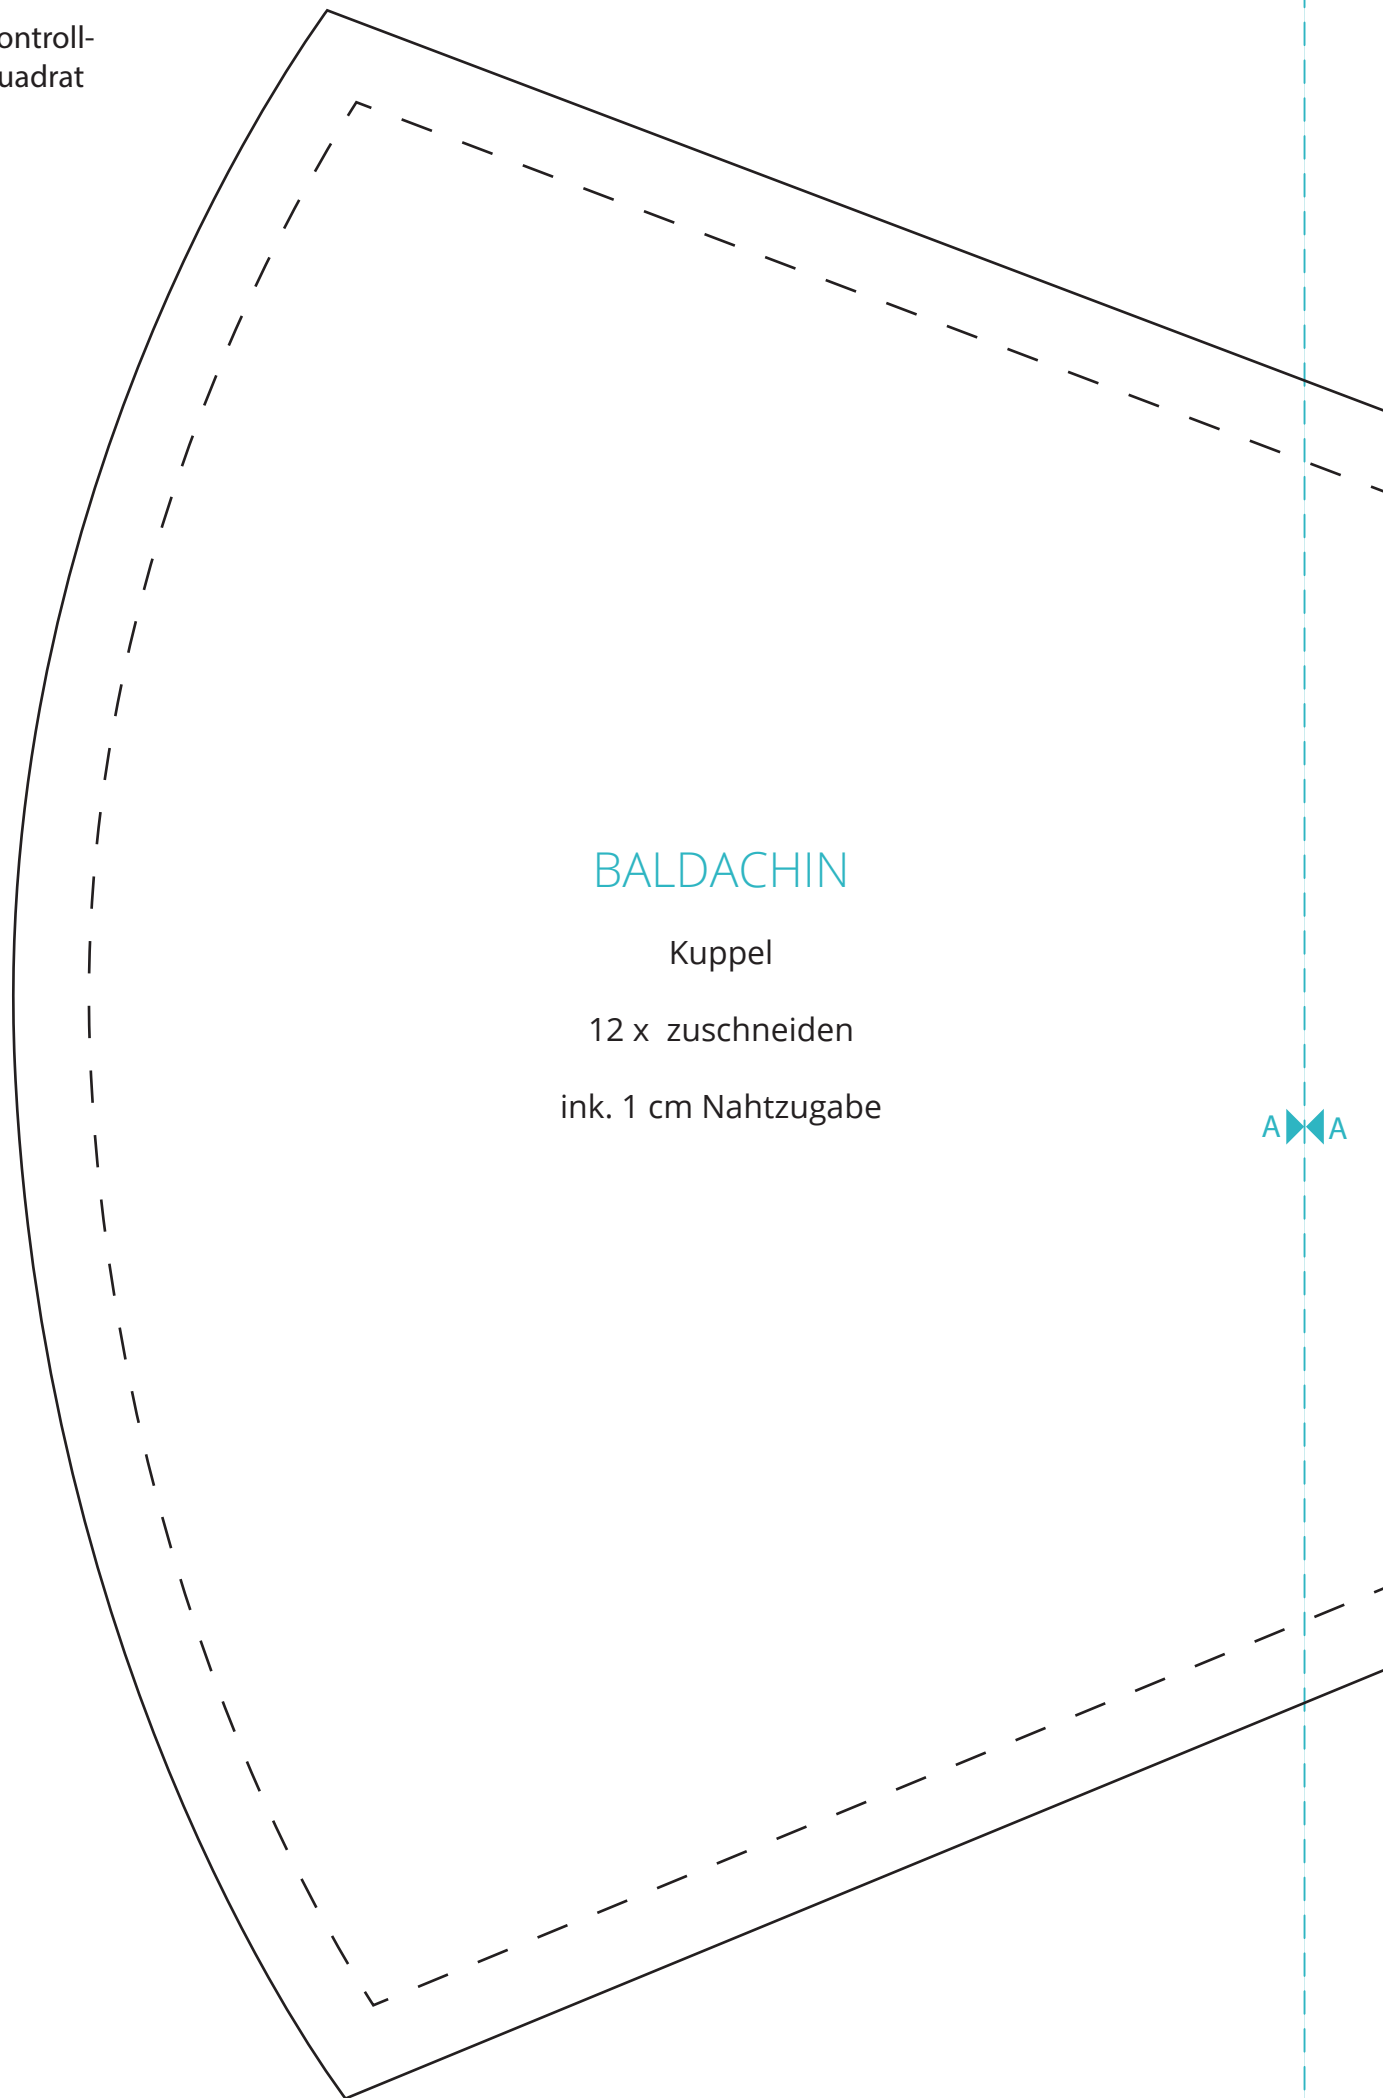 ontroll-
uadrat
BALDACHIN
Kuppel
12 x  zuschneiden
ink. 1 cm Nahtzugabe
A A